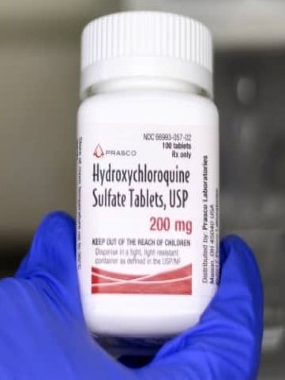 NDC 66993-057-02
100 tablets
Rx only
PRASCO
Hydroxychloroquine
Sulfate Tablets, USP
200 mg
KEEP OUT OF THE REACH OF CHILDREN
Dispense in a tight, light-resistant
container as defined in the USP/NF
Distributed by: Prasco Laboratories
Mason, OH 45040 USA